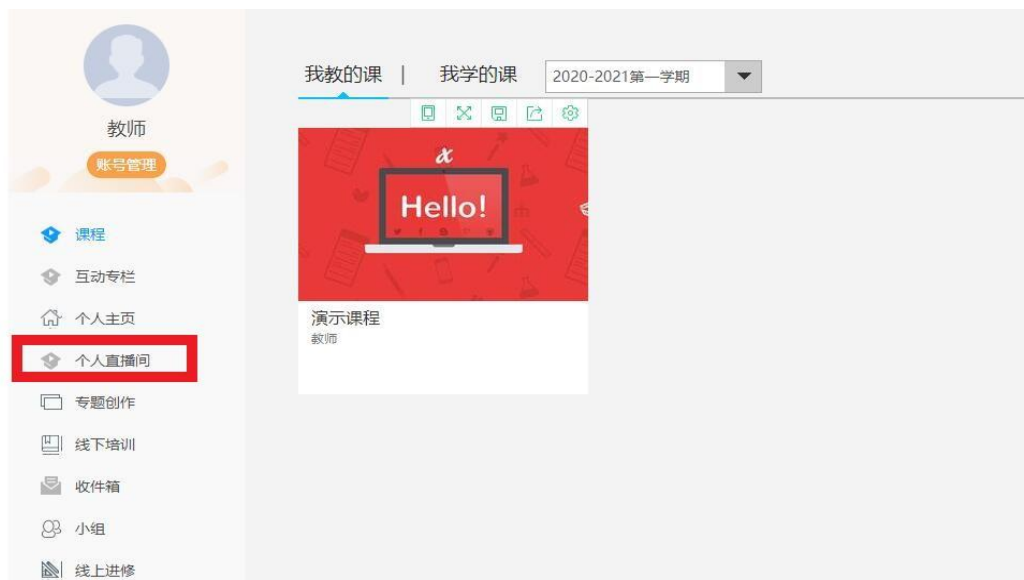 教师
账号管理
课程
互动专栏
个人主页
个人直播间
专题创作
线下培训
收件箱
小组
线上进修
我教的课 | 我学的课 2020-2021第一学期
Hello!
演示课程
教师